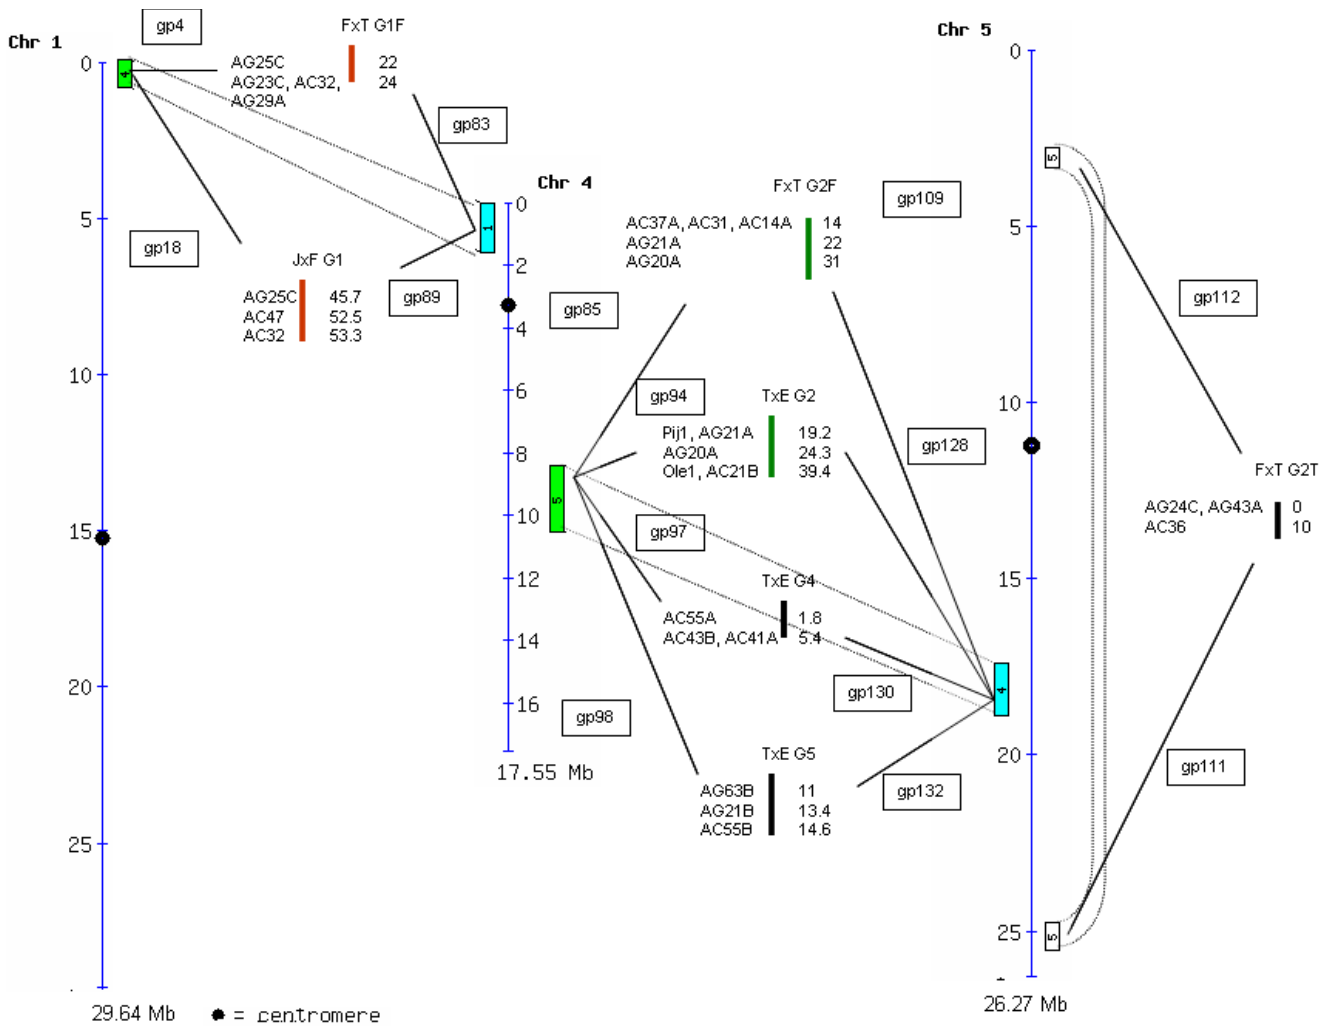 gp4
FxT G1F
Chr 5
Chr 1
0
0
4
AG25C 22
AG23C, AC32, 24
AG29A
gp83
5
Chr 4
FxT G2F
0
gp109
5
1
AC37A, AC31, AC14A 14
5
gp18
AG21A 22
AG20A 31
JxF G1
2
AG25C 45.7
gp89
gp85
gp112
AC47 52.5
4
AC32 53.3
10
6
gp94
TxE G2
10
Pij1, AG21A 19.2
gp128
8
AG20A 24.3
Ole1, AC21B 39.4
FxT G2T
5
AG24C, AG43A 0
10
AC36 10
15
gp97
12
TxE G4
15
AC55A 1.8
14
AC43B, AC41A 5.4
20
4
gp130
16
gp98
20
TxE G5
gp111
17.55 Mb
AG63B 11
gp132
AG21B 13.4
AC55B 14.6
25
25
5
29.64 Mb
= centromere
26.27 Mb